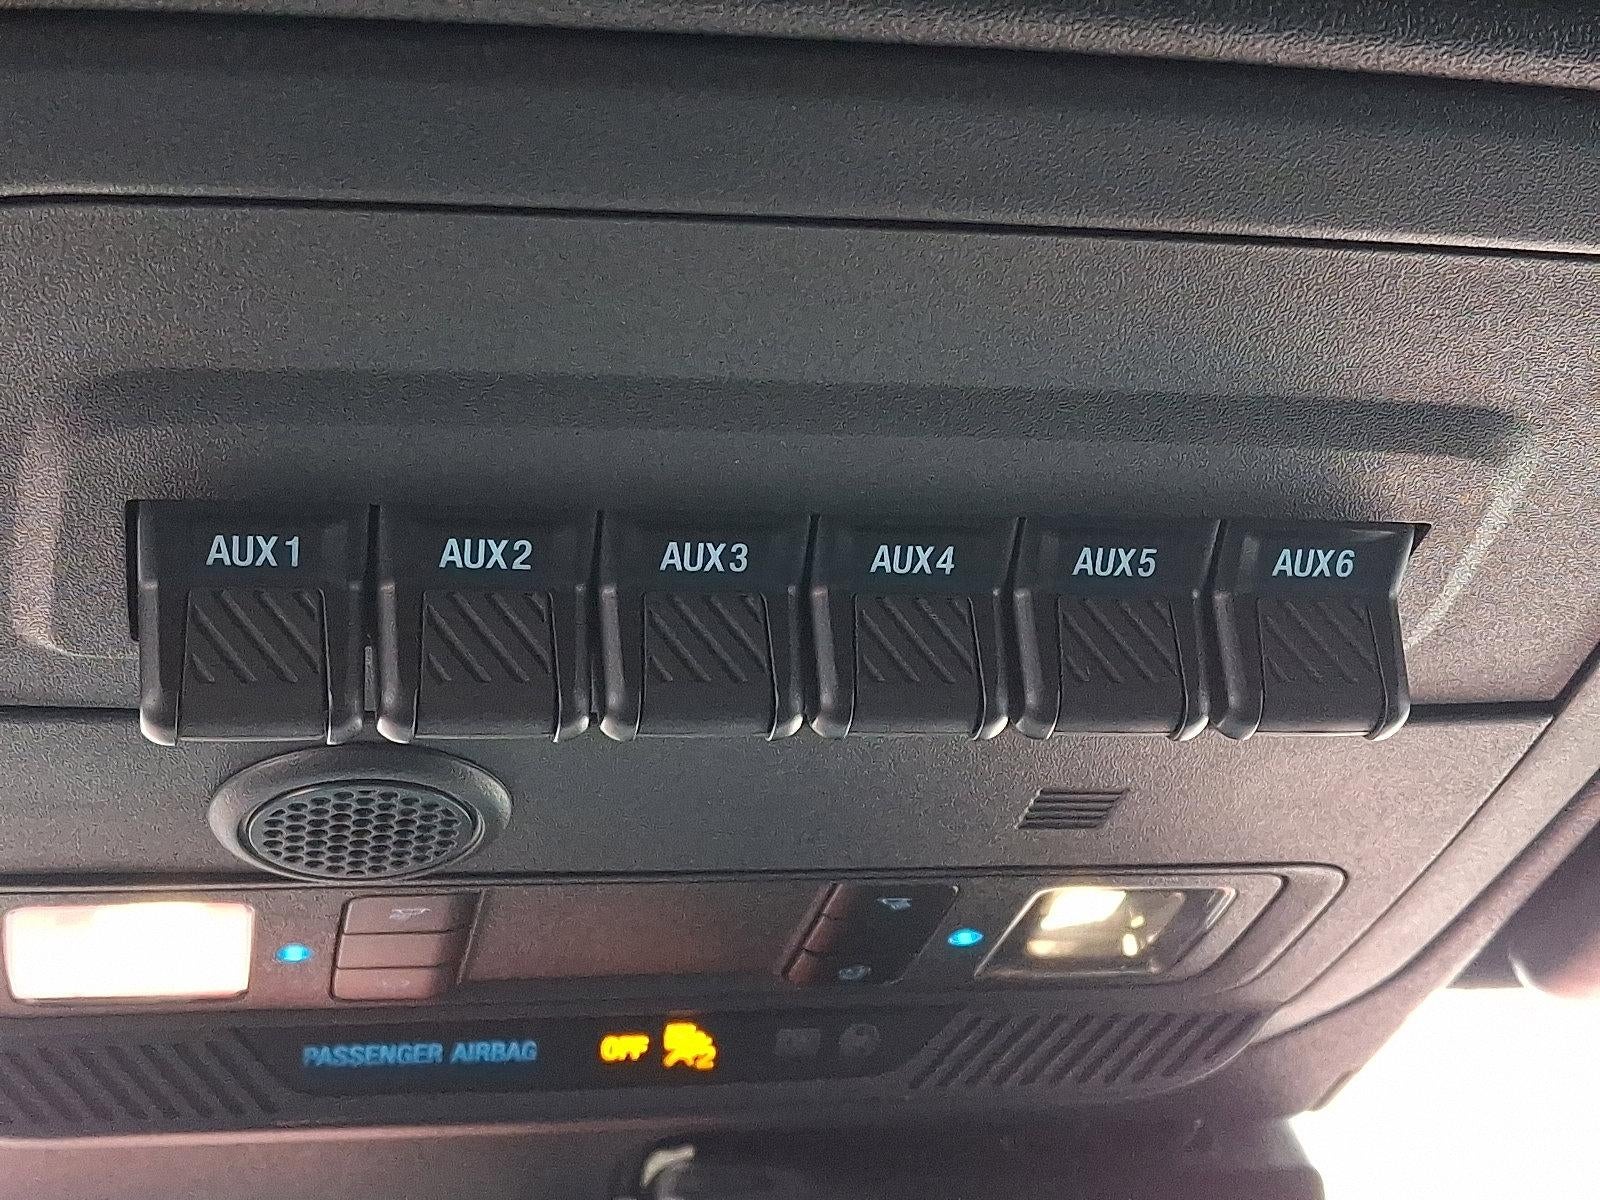 AUX 1
AUX 2
AUX 3
AUX 4
AUX 5
AUX 6
PASSENGER AIRBAG OFF